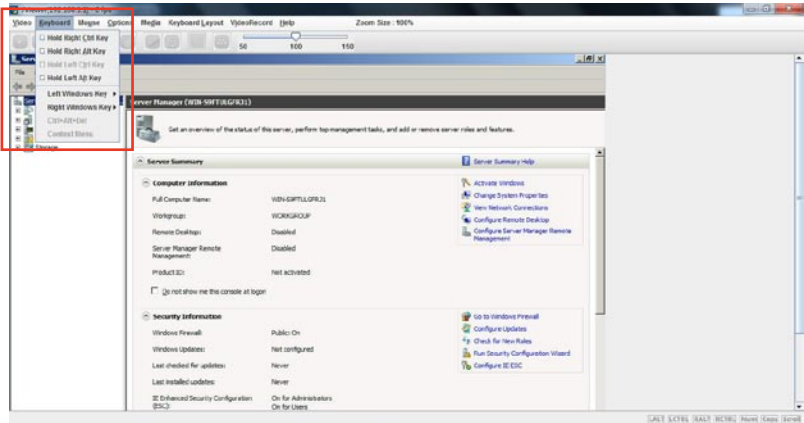 Video Keyboard Mouse Options Media Keyboard Layout Video Record Help Zoom Size : 100%
Hold Right Ctrl Key
Hold Right Alt Key
Hold Left Ctrl Key
Hold Left Alt Key
Left Windows Key
Right Windows Key
Ctrl+Alt+Del
Context Menu
50 100 150
File
Storage
Server Manager (WIN-S9FTULGFRJ1)
Get an overview of the status of this server, perform top management tasks, and add or remove server roles and features.
Server Summary
Server Summary Help
Computer Information
Full Computer Name: WIN-S9FTULGFRJ1
Workgroup: WORKGROUP
Remote Desktop: Disabled
Server Manager Remote Management: Disabled
Product ID: Not activated
Do not show me this console at logon
Activate Windows
Change System Properties
View Network Connections
Configure Remote Desktop
Configure Server Manager Remote
Management
Security Information
Windows Firewall: Public: On
Windows Updates: Not configured
Last checked for updates: Never
Last installed updates: Never
IE Enhanced Security Configuration (ESC): On for Administrators
On for Users
Go to Windows Firewall
Configure Updates
Check for New Roles
Run Security Configuration Wizard
Configure IE ESC
LALT LCTRL RALT RCTRL Num Caps Scroll